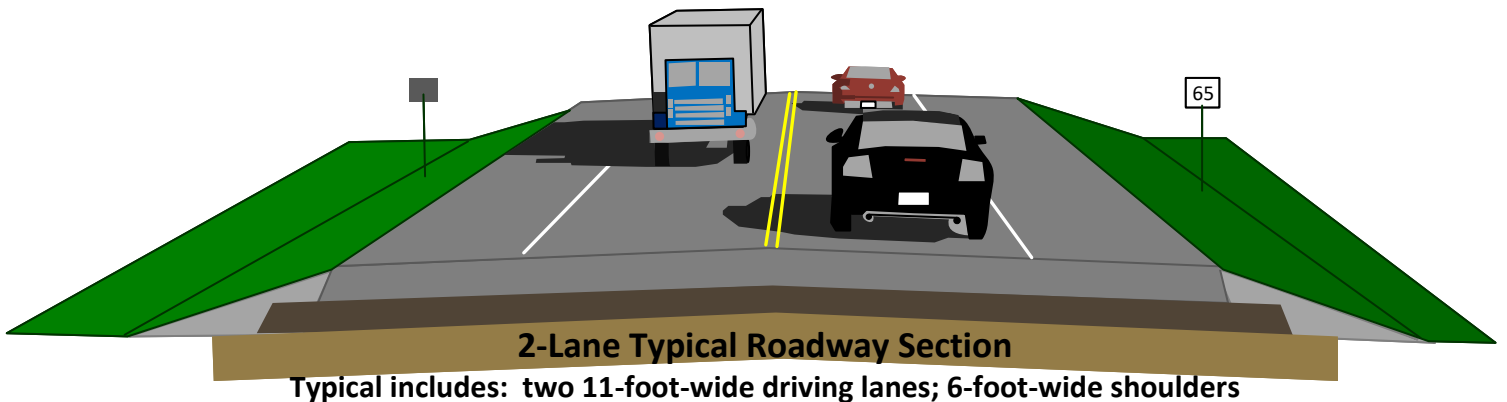 65
2-Lane Typical Roadway Section
Typical includes: two 11-foot-wide driving lanes; 6-foot-wide shoulders